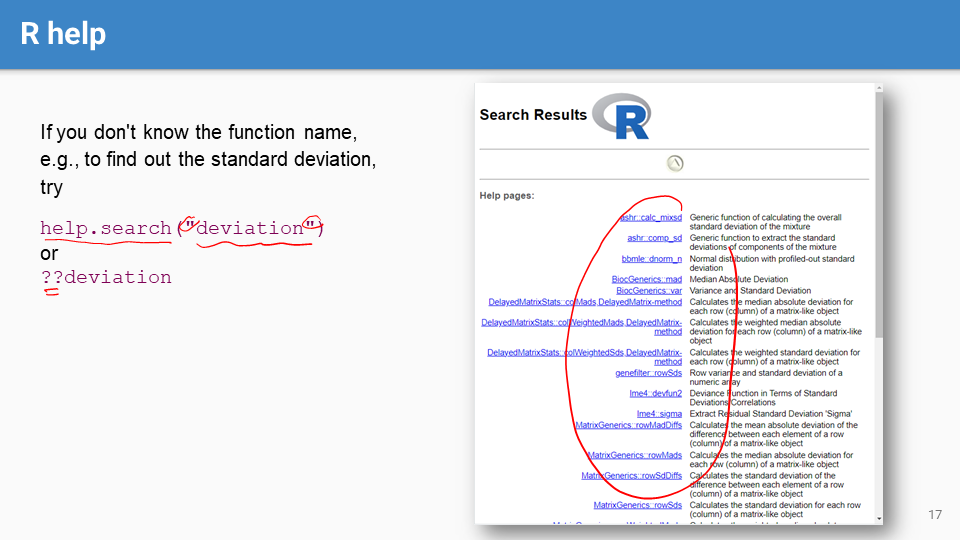 R help
If you don't know the function name,
e.g., to find out the standard deviation,
try
help.search("deviation")
or
??deviation
Search Results R
Help pages:
ashr::calc_mixsd Generic function of calculating the overall
standard deviation of the mixture
ashr::comp_sd Generic function to extract the standard
deviations of components of the mixture
bbmle::dnorm_n Normal distribution with profiled-out standard
deviation
BiocGenerics::mad Median Absolute Deviation
BiocGenerics::var Variance and Standard Deviation
DelayedMatrixStats::colMads,DelayedMatrix-method Calculates the median absolute deviation for
each row (column) of a matrix-like object
DelayedMatrixStats::colWeightedMads,DelayedMatrix- Calculates the weighted median absolute
method deviation for each row (column) of a matrix-like
object
DelayedMatrixStats::colWeightedSds,DelayedMatrix- Calculates the weighted standard deviation for
method each row (column) of a matrix-like object
genefilter::rowSds Row variance and standard deviation of a
numeric array
lme4::devfun2 Deviance Function in Terms of Standard
Deviations/Correlations
lme4::sigma Extract Residual Standard Deviation 'Sigma'
MatrixGenerics::rowMadDiffs Calculates the mean absolute deviation of the
difference between each element of a row
(column) of a matrix-like object
MatrixGenerics::rowMads Calculates the median absolute deviation for
each row (column) of a matrix-like object
MatrixGenerics::rowSdDiffs Calculates the standard deviation of the
difference between each element of a row
(column) of a matrix-like object
MatrixGenerics::rowSds Calculates the standard deviation for each row
(column) of a matrix-like object
17